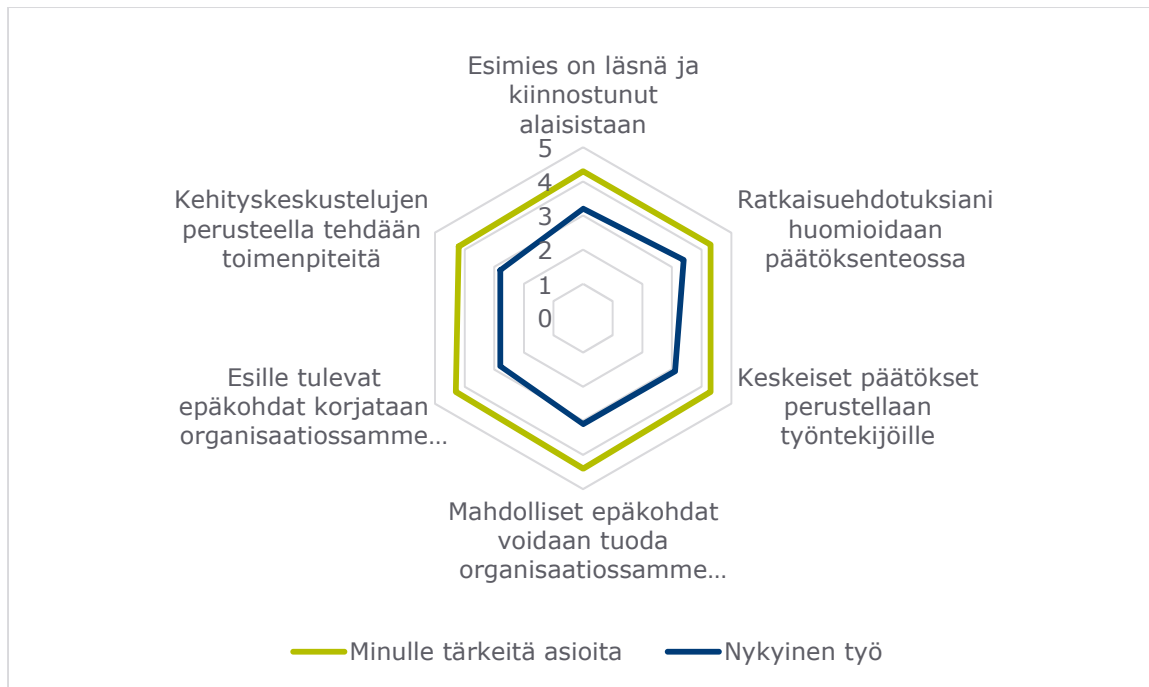 Esimies on läsnä ja
kiinnostunut
alaisistaan
Ratkaisuehdotuksiani
huomioidaan
päätöksenteossa
Keskeiset päätökset
perustellaan
työntekijöille
Mahdolliset epäkohdat
voidaan tuoda
organisaatiossamme…
Esille tulevat
epäkohdat korjataan
organisaatiossamme…
Kehityskeskustelujen
perusteella tehdään
toimenpiteitä
5
4
3
2
1
0
Minulle tärkeitä asioita
Nykyinen työ